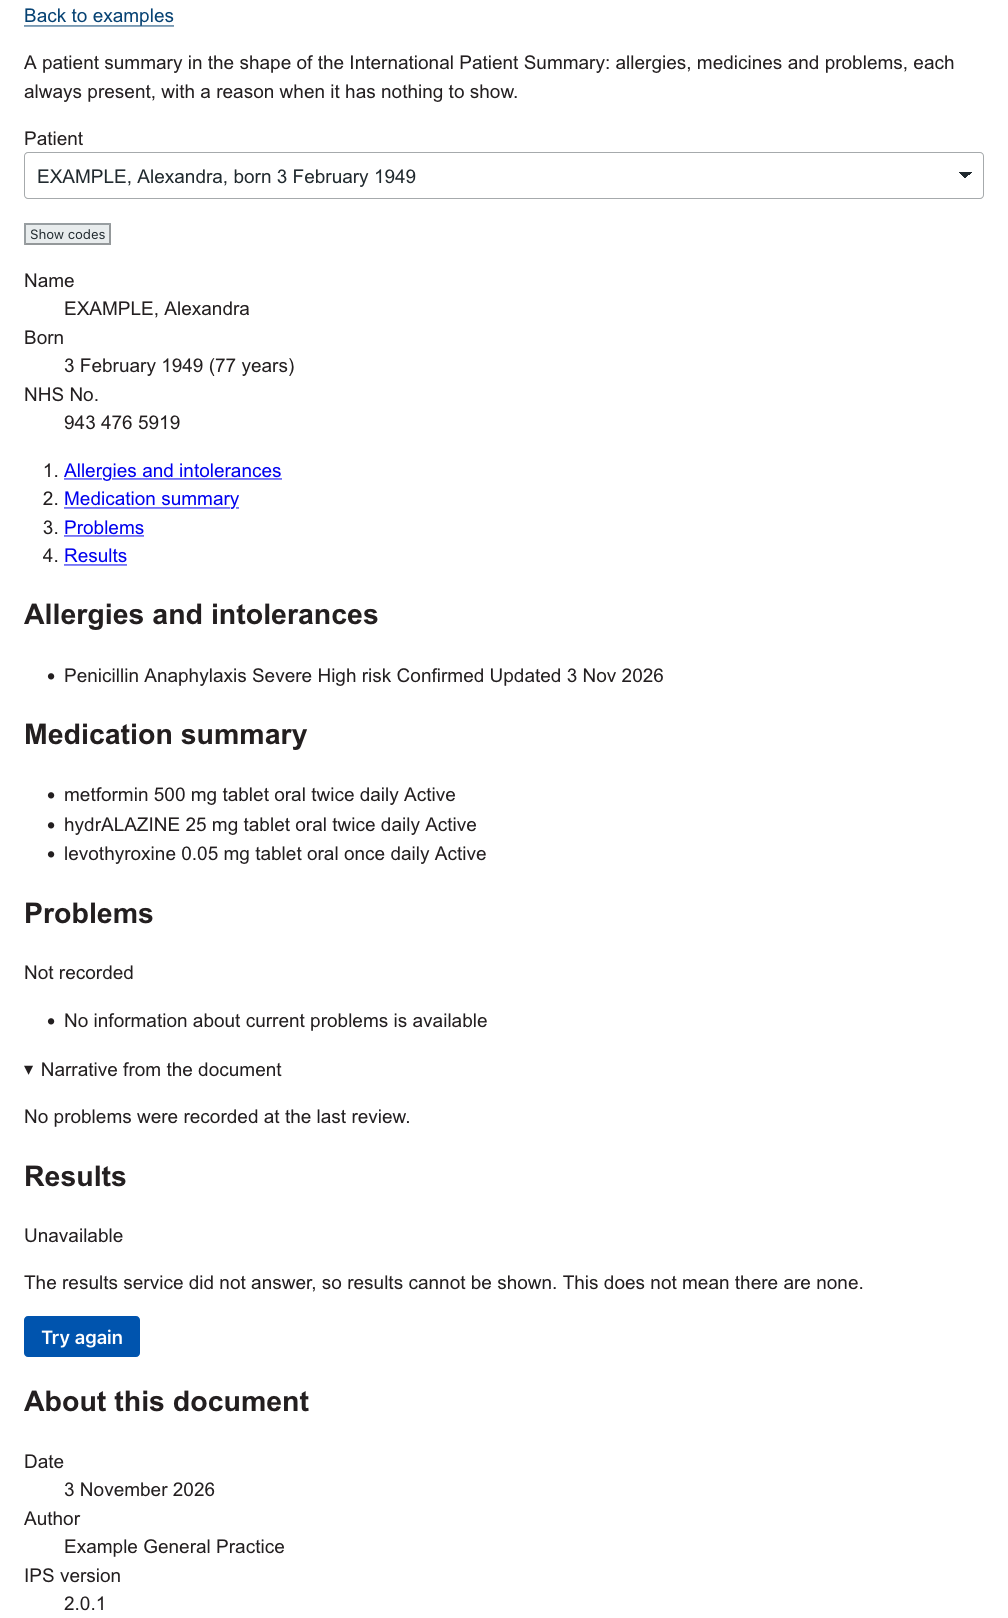 Back to examples
A patient summary in the shape of the International Patient Summary: allergies, medicines and problems, each
always present, with a reason when it has nothing to show.
Patient
EXAMPLE, Alexandra, born 3 February 1949
Show codes
Name
EXAMPLE, Alexandra
Born
3 February 1949 (77 years)
NHS No.
943 476 5919
1. Allergies and intolerances
2. Medication summary
3. Problems
4. Results
Allergies and intolerances
• Penicillin Anaphylaxis Severe High risk Confirmed Updated 3 Nov 2026
Medication summary
• metformin 500 mg tablet oral twice daily Active
• hydrALAZINE 25 mg tablet oral twice daily Active
• levothyroxine 0.05 mg tablet oral once daily Active
Problems
Not recorded
• No information about current problems is available
▾ Narrative from the document
No problems were recorded at the last review.
Results
Unavailable
The results service did not answer, so results cannot be shown. This does not mean there are none.
Try again
About this document
Date
3 November 2026
Author
Example General Practice
IPS version
2.0.1